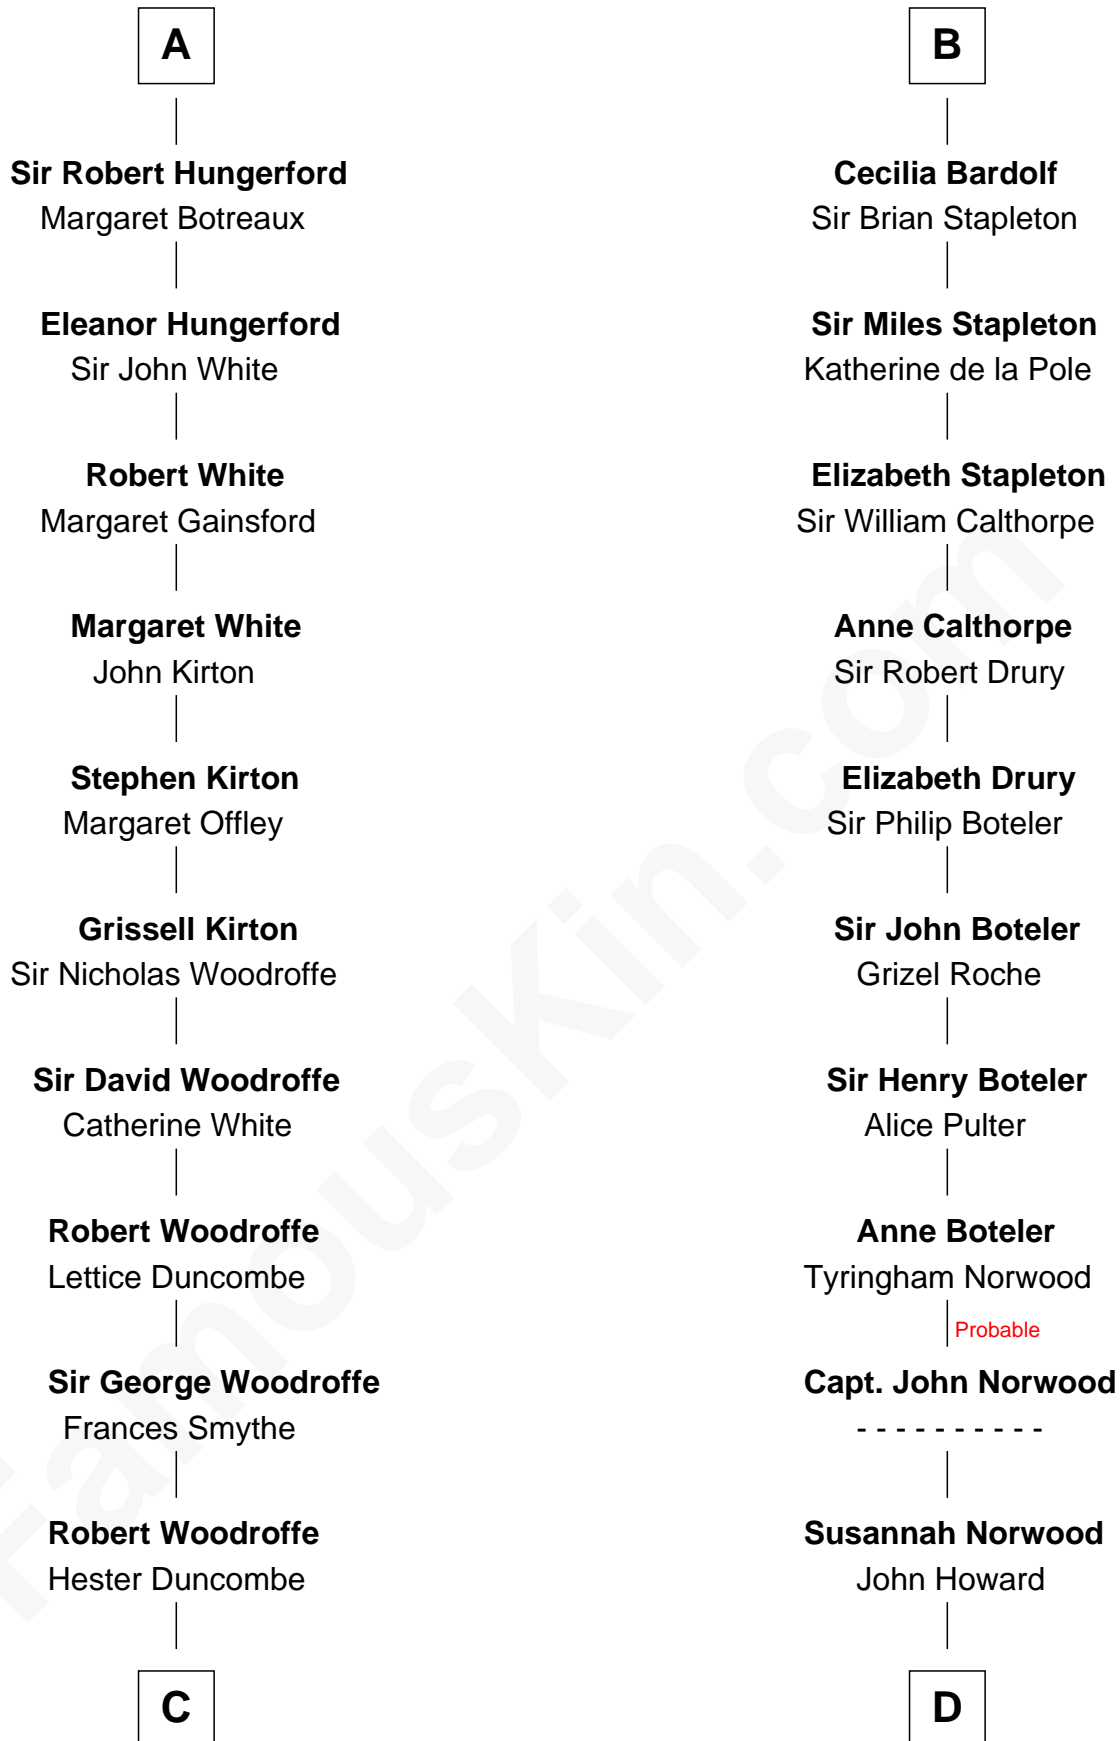 A
Sir Robert Hungerford
Margaret Botreaux
Eleanor Hungerford
Sir John White
Robert White
Margaret Gainsford
Margaret White
John Kirton
Stephen Kirton
Margaret Offley
Grissell Kirton
Sir Nicholas Woodroffe
Sir David Woodroffe
Catherine White
Robert Woodroffe
Lettice Duncombe
Sir George Woodroffe
Frances Smythe
Robert Woodroffe
Hester Duncombe
C
B
Cecilia Bardolf
Sir Brian Stapleton
Sir Miles Stapleton
Katherine de la Pole
Elizabeth Stapleton
Sir William Calthorpe
Anne Calthorpe
Sir Robert Drury
Elizabeth Drury
Sir Philip Boteler
Sir John Boteler
Grizel Roche
Sir Henry Boteler
Alice Pulter
Anne Boteler
Tyringham Norwood
Probable
Capt. John Norwood
- - - - - - - - - -
Susannah Norwood
John Howard
D
FamousKin.com